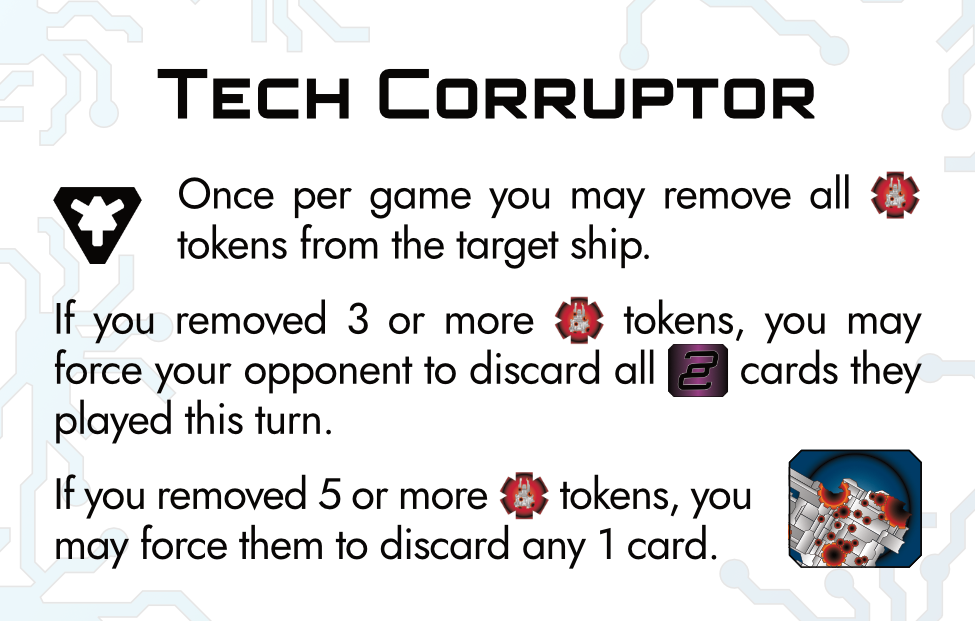 Tech Corruptor
Once per game you may remove all
tokens from the target ship.
If you removed 3 or more tokens, you may
force your opponent to discard all 2 cards they
played this turn.
If you removed 5 or more tokens, you
may force them to discard any 1 card.